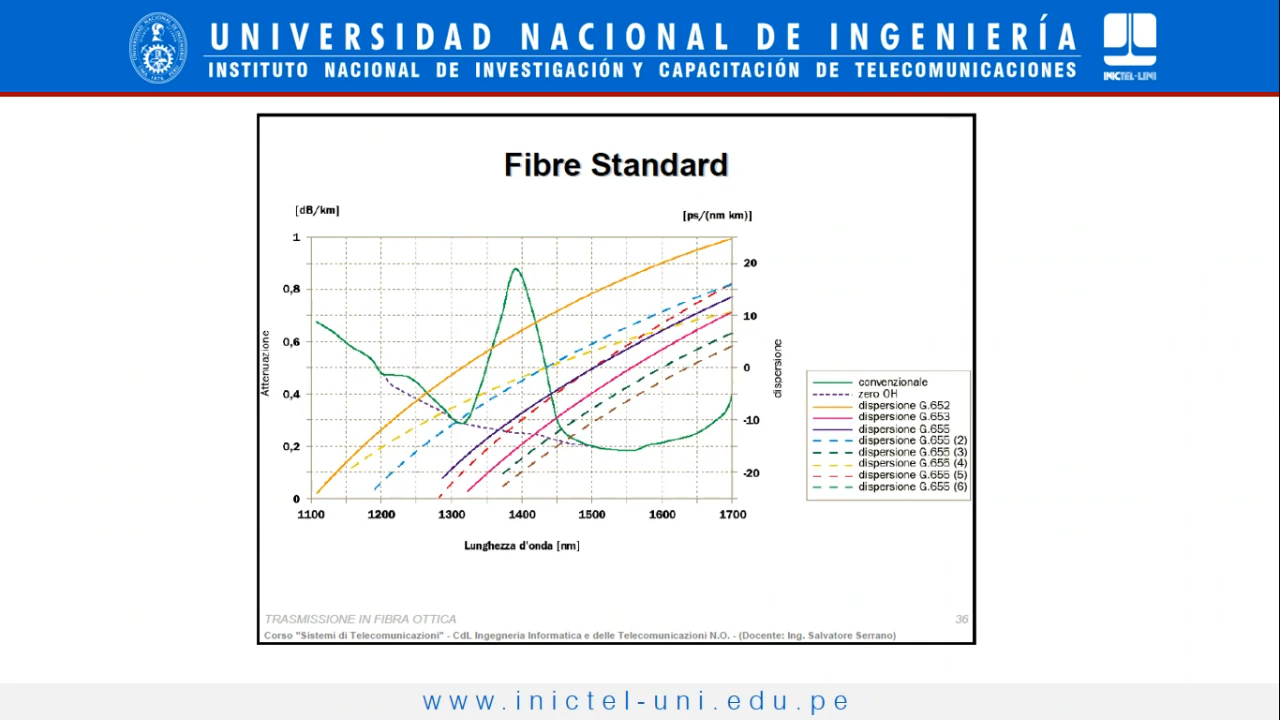 UNIVERSIDAD NACIONAL DE INGENIERÍA
INSTITUTO NACIONAL DE INVESTIGACIÓN Y CAPACITACIÓN DE TELECOMUNICACIONES
INICTEL-UNI
Fibre Standard
[dB/km]
[ps/(nm km)]
1
0,8
0,6
0,4
0,2
0
20
10
0
-10
-20
Attenuazione
dispersione
1100 1200 1300 1400 1500 1600 1700
Lunghezza d'onda [nm]
convenzionale
zero OH
dispersione G.652
dispersione G.653
dispersione G.655
dispersione G.655 (2)
dispersione G.655 (3)
dispersione G.655 (4)
dispersione G.655 (5)
dispersione G.655 (6)
TRASMISSIONE IN FIBRA OTTICA
36
Corso "Sistemi di Telecomunicazioni" - CdL Ingegneria Informatica e delle Telecomunicazioni N.O. - (Docente: Ing. Salvatore Serrano)
www.inictel-uni.edu.pe